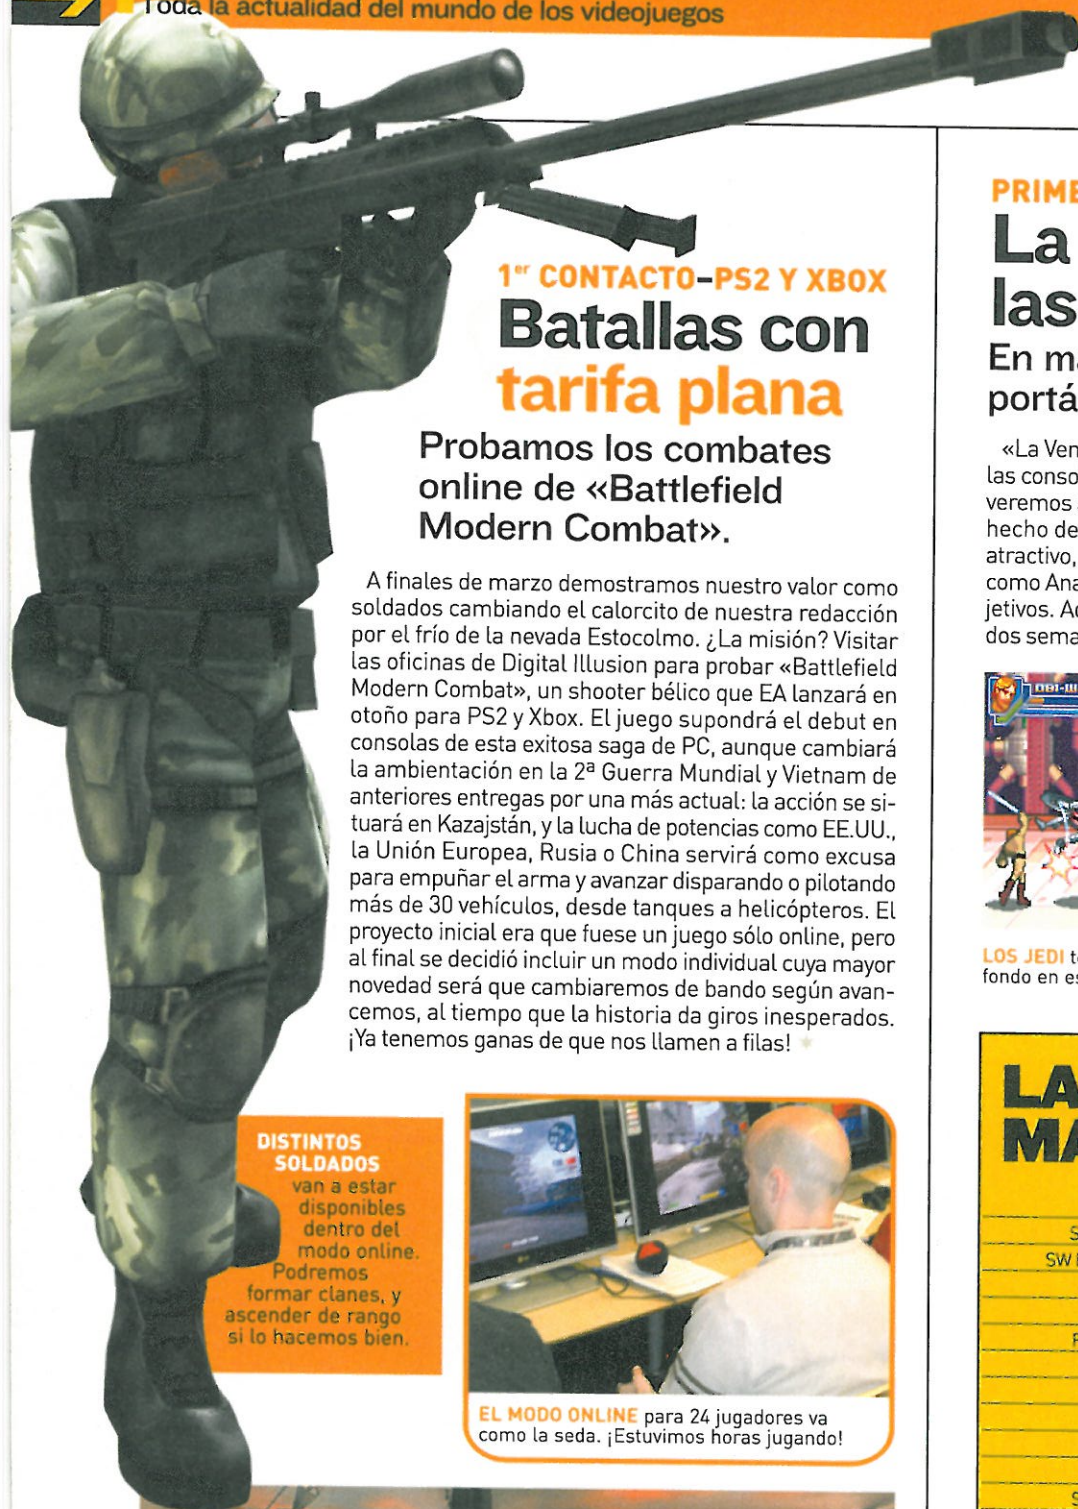 Toda la actualidad del mundo de los videojuegos
1er CONTACTO-PS2 Y XBOX
Batallas con
tarifa plana
Probamos los combates
online de «Battlefield
Modern Combat».
A finales de marzo demostramos nuestro valor como
soldados cambiando el calorcito de nuestra redacción
por el frío de la nevada Estocolmo. ¿La misión? Visitar
las oficinas de Digital Illusion para probar «Battlefield
Modern Combat», un shooter bélico que EA lanzará en
otoño para PS2 y Xbox. El juego supondrá el debut en
consolas de esta exitosa saga de PC, aunque cambiará
la ambientación en la 2ª Guerra Mundial y Vietnam de
anteriores entregas por una más actual: la acción se si-
tuará en Kazajstán, y la lucha de potencias como EE.UU.,
la Unión Europea, Rusia o China servirá como excusa
para empuñar el arma y avanzar disparando o pilotando
más de 30 vehículos, desde tanques a helicópteros. El
proyecto inicial era que fuese un juego sólo online, pero
al final se decidió incluir un modo individual cuya mayor
novedad será que cambiaremos de bando según avan-
cemos, al tiempo que la historia da giros inesperados.
¡Ya tenemos ganas de que nos llamen a filas!
DISTINTOS
SOLDADOS
van a estar
disponibles
dentro del
modo online.
Podremos
formar clanes, y
ascender de rango
si lo hacemos bien.
EL MODO ONLINE para 24 jugadores va
como la seda. ¡Estuvimos horas jugando!
La
las
En
portá
«La Ven
las conso
veremos
hecho de
atractivo,
como Ana
jetivos.
dos sema
LOS JEDI
fondo en
LA
SW